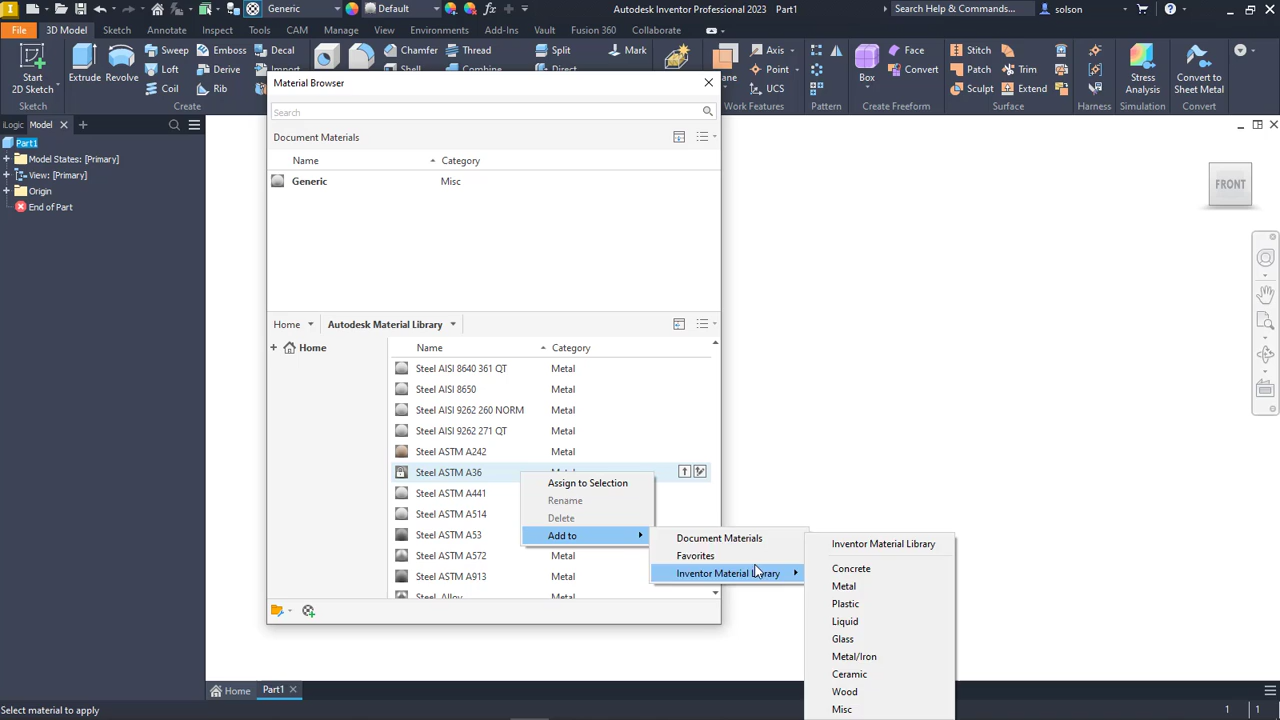 Generic
Default
Autodesk Inventor Professional 2023 Part1
Search Help & Commands...
solson
File
3D Model
Sketch
Annotate
Inspect
Tools
CAM
Manage
View
Environments
Add-Ins
Vault
Fusion 360
Collaborate
Start
2D Sketch
Sketch
Extrude
Revolve
Sweep
Emboss
Decal
Loft
Derive
Coil
Rib
Create
Chamfer
Thread
Split
Mark
Shell
Combine
Direct
Axis
Point
UCS
Work Features
Pattern
Box
Face
Convert
Create Freeform
Stitch
Patch
Trim
Sculpt
Extend
Surface
Harness
Stress
Analysis
Simulation
Convert to
Sheet Metal
Convert
iLogic
Model
Part1
Model States: [Primary]
View: [Primary]
Origin
End of Part
Material Browser
Search
Document Materials
Name
Category
Generic
Misc
Home
Autodesk Material Library
Home
Name
Category
Steel AISI 8640 361 QT
Metal
Steel AISI 8650
Metal
Steel AISI 9262 260 NORM
Metal
Steel AISI 9262 271 QT
Metal
Steel ASTM A242
Metal
Steel ASTM A36
Metal
Steel ASTM A441
Steel ASTM A514
Steel ASTM A53
Steel ASTM A572
Metal
Steel ASTM A913
Metal
Steel, Alloy
Metal
Assign to Selection
Rename
Delete
Add to
Document Materials
Favorites
Inventor Material Library
Inventor Material Library
Concrete
Metal
Plastic
Liquid
Glass
Metal/Iron
Ceramic
Wood
Misc
FRONT
Home
Part1
Select material to apply
1
1